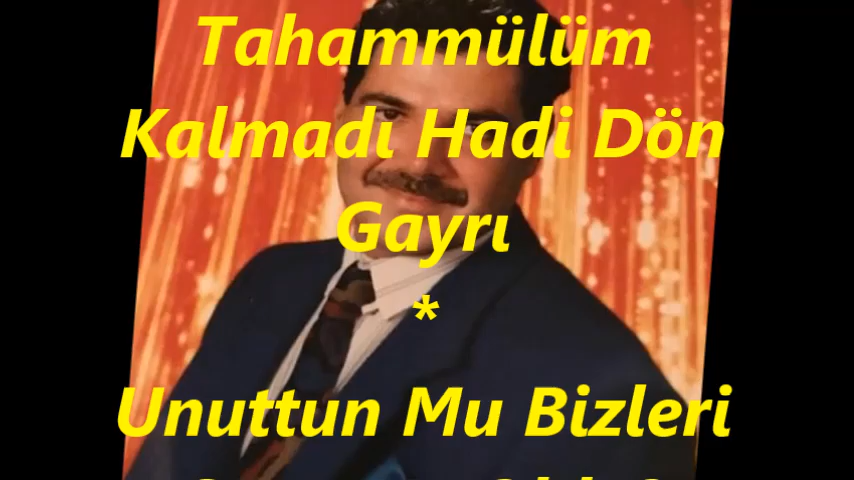 Tahammülüm
Kalmadı Hadi Dön
Gayrı
*
Unuttun Mu Bizleri